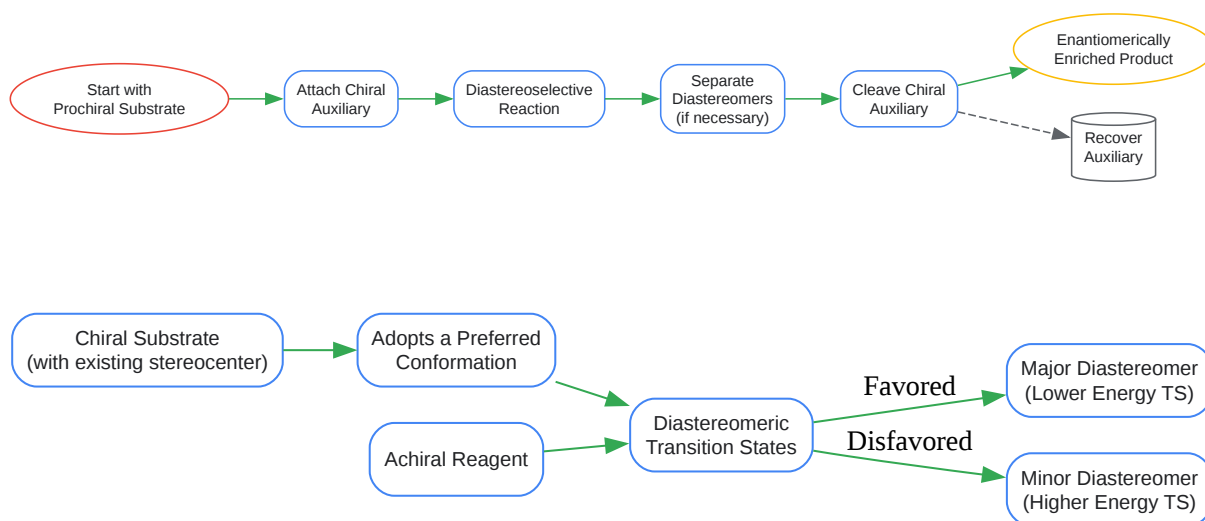 Start with
Prochiral Substrate
Attach Chiral
Auxiliary
Diastereoselective
Reaction
Separate
Diastereomers
(if necessary)
Cleave Chiral
Auxiliary
Enantiomerically
Enriched Product
Recover
Auxiliary
Chiral Substrate
(with existing stereocenter)
Adopts a Preferred
Conformation
Achiral Reagent
Diastereomeric
Transition States
Favored
Disfavored
Major Diastereomer
(Lower Energy TS)
Minor Diastereomer
(Higher Energy TS)